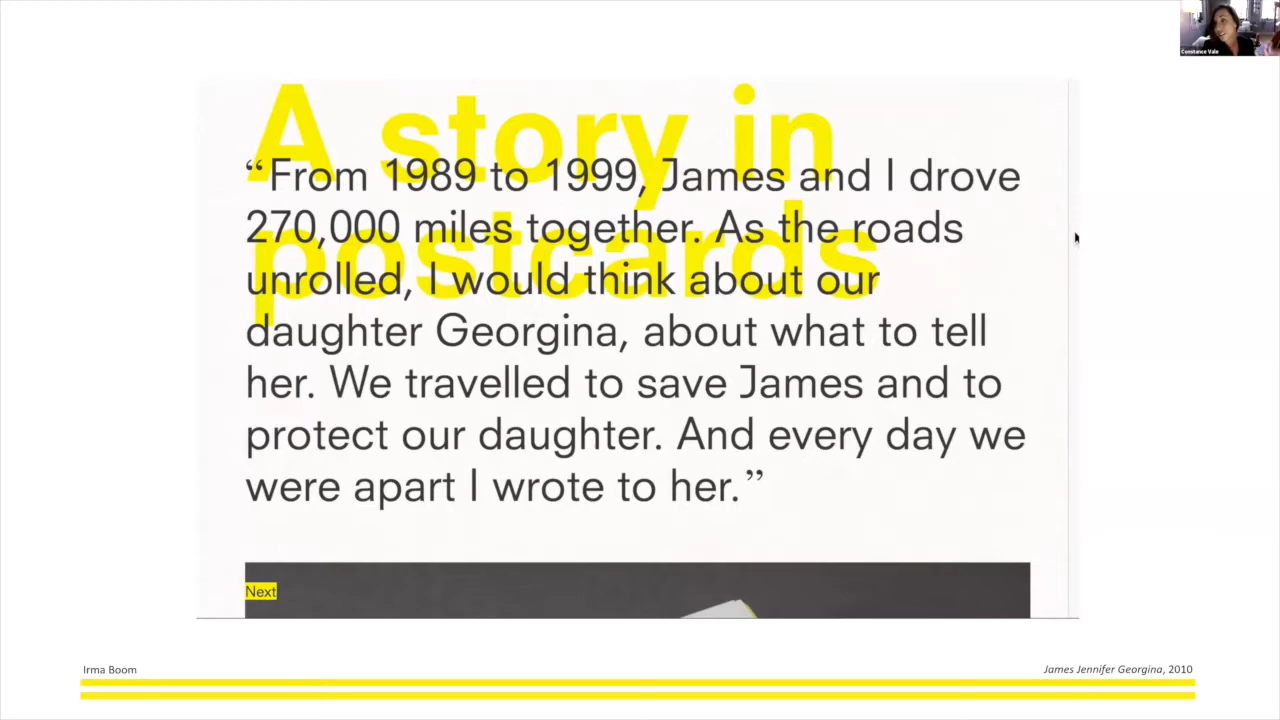 Constance Vale
A story in
postcards
“From 1989 to 1999, James and I drove
270,000 miles together. As the roads
unrolled, I would think about our
daughter Georgina, about what to tell
her. We travelled to save James and to
protect our daughter. And every day we
were apart I wrote to her.”
Next
Irma Boom
James Jennifer Georgina, 2010